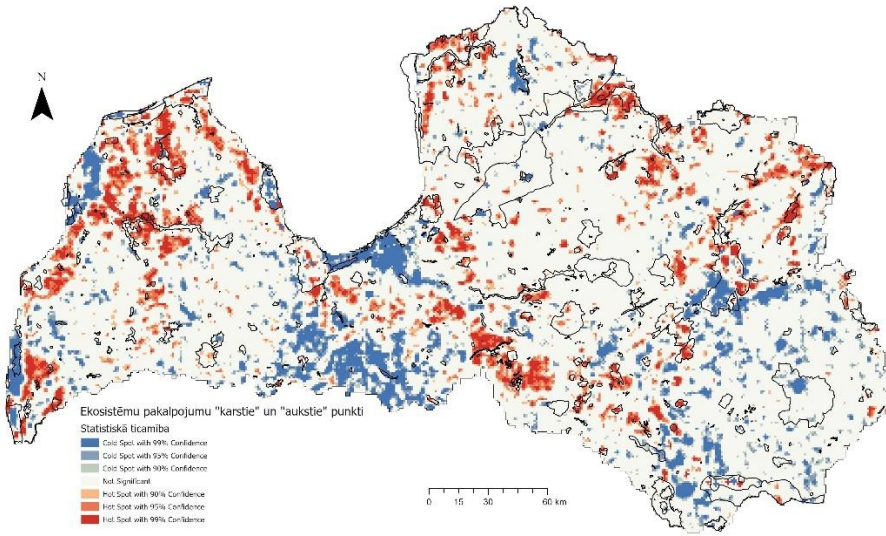 N
Ekosistēmu pakalpojumu "karstie" un "aukstie" punkti
Statistiskā ticamība
Cold Spot with 99% Confidence
Cold Spot with 95% Confidence
Cold Spot with 90% Confidence
Not Significant
Hot Spot with 90% Confidence
Hot Spot with 95% Confidence
Hot Spot with 99% Confidence
0 15 30 60 km